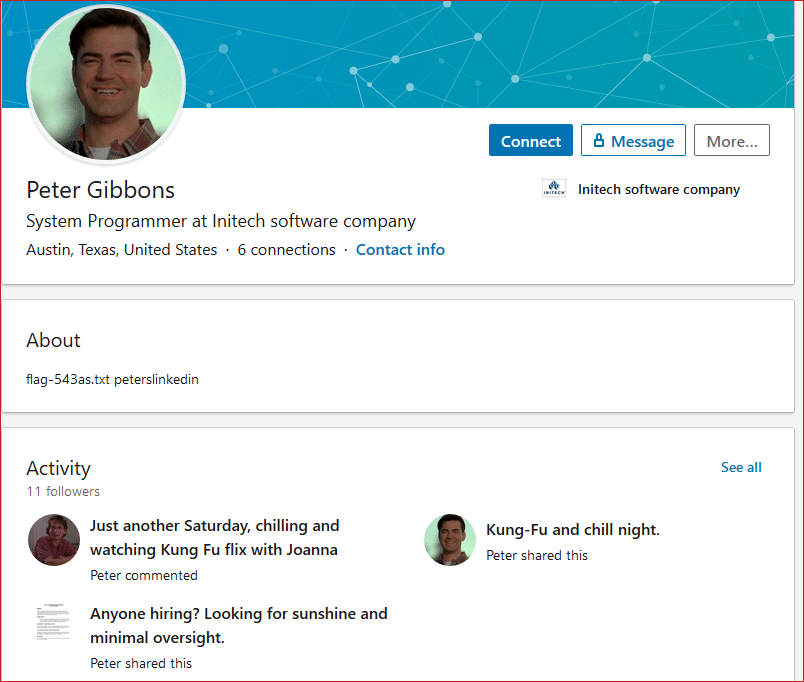 Connect
Message
More...
Peter Gibbons
INITECH
Initech software company
System Programmer at Initech software company
Austin, Texas, United States · 6 connections · Contact info
About
flag-543as.txt peterslinkedin
Activity
See all
11 followers
Just another Saturday, chilling and
watching Kung Fu flix with Joanna
Peter commented
Kung-Fu and chill night.
Peter shared this
Anyone hiring? Looking for sunshine and
minimal oversight.
Peter shared this